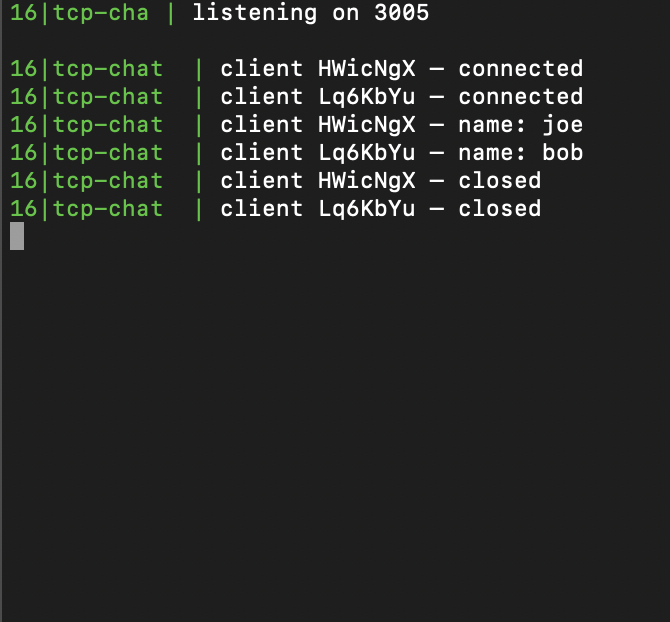 16|tcp-cha | listening on 3005
16|tcp-chat  | client HWicNgX – connected
16|tcp-chat  | client Lq6KbYu – connected
16|tcp-chat  | client HWicNgX – name: joe
16|tcp-chat  | client Lq6KbYu – name: bob
16|tcp-chat  | client HWicNgX – closed
16|tcp-chat  | client Lq6KbYu – closed